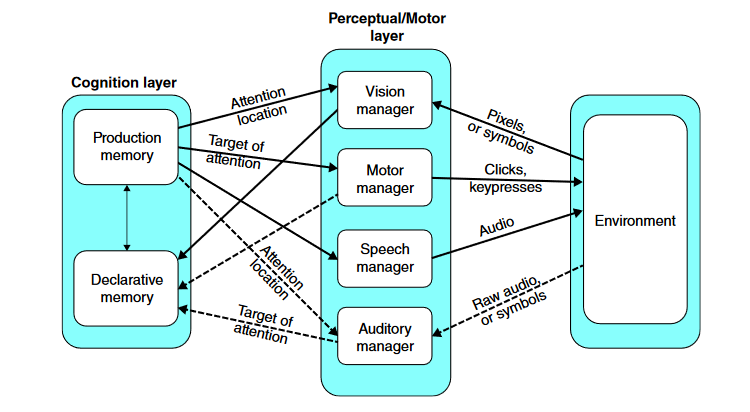 Perceptual/Motor
layer
Cognition layer
Production
memory
Declarative
memory
Attention
location
Target of
attention
Attention
location
Target of
attention
Vision
manager
Motor
manager
Speech
manager
Auditory
manager
Pixels,
or symbols
Clicks,
keypresses
Audio
Raw audio,
or symbols
Environment